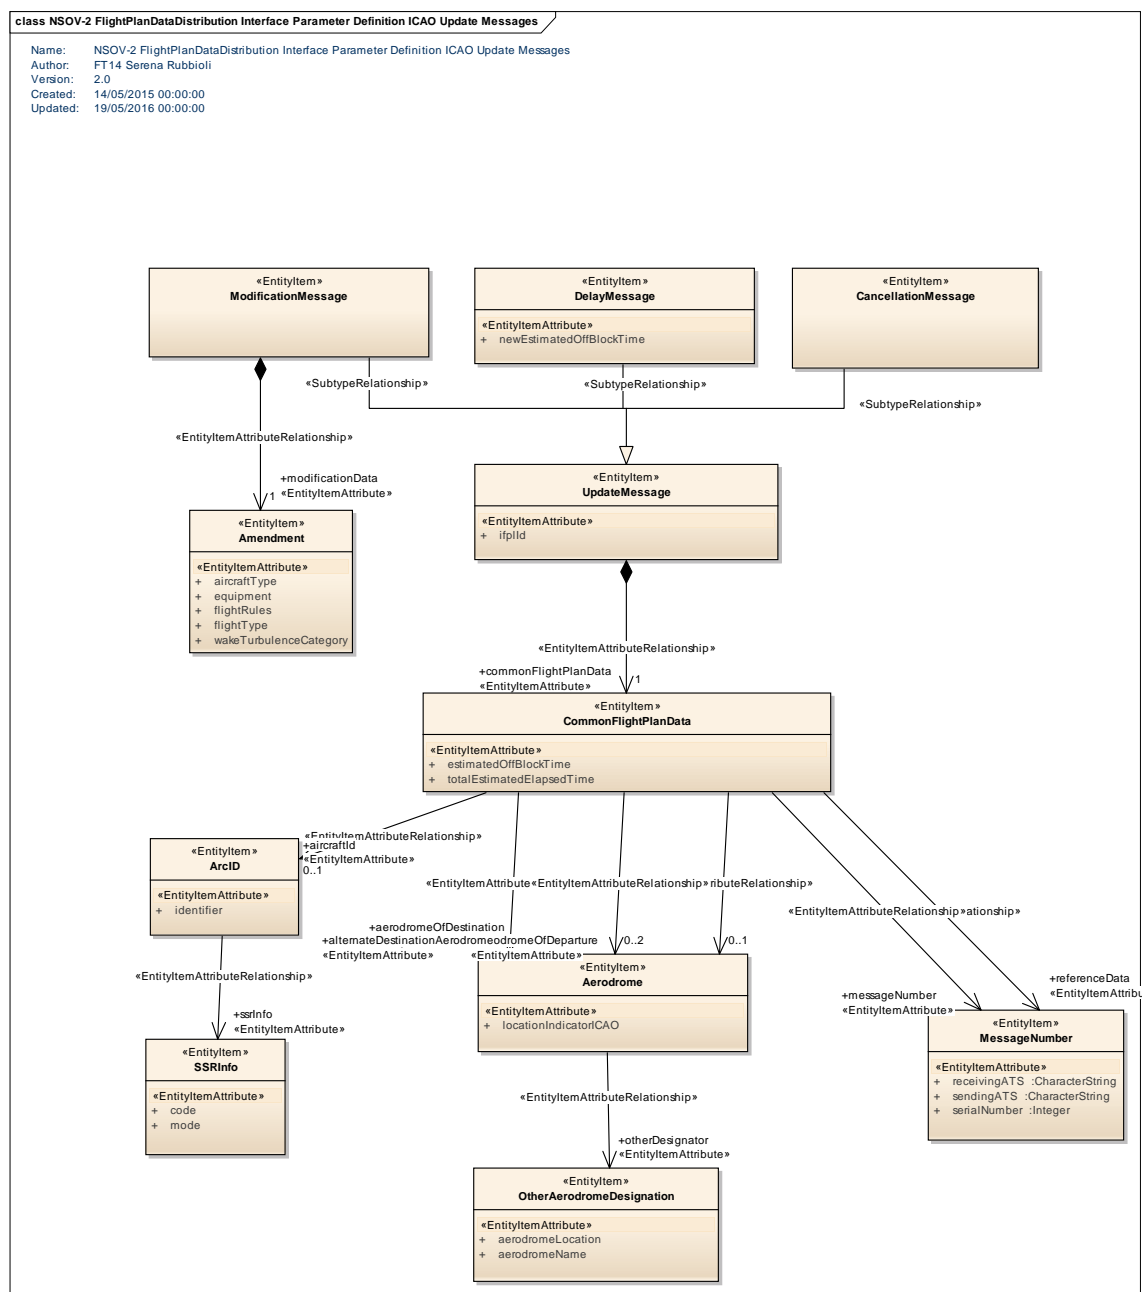 class NSOV-2 FlightPlanDataDistribution Interface Parameter Definition ICAO Update Messages
Name: NSOV-2 FlightPlanDataDistribution Interface Parameter Definition ICAO Update Messages
Author: FT14 Serena Rubbioli
Version: 2.0
Created: 14/05/2015 00:00:00
Updated: 19/05/2016 00:00:00
«EntityItem»
ModificationMessage
«EntityItem»
DelayMessage
«EntityItemAttribute»
+ newEstimatedOffBlockTime
«EntityItem»
CancellationMessage
«SubtypeRelationship»
«SubtypeRelationship»
«SubtypeRelationship»
«EntityItemAttributeRelationship»
+modificationData
1 «EntityItemAttribute»
«EntityItem»
UpdateMessage
«EntityItemAttribute»
+ ifplId
«EntityItem»
Amendment
«EntityItemAttribute»
+ aircraftType
+ equipment
+ flightRules
+ flightType
+ wakeTurbulenceCategory
«EntityItemAttributeRelationship»
+commonFlightPlanData
«EntityItemAttribute» 1
«EntityItem»
CommonFlightPlanData
«EntityItemAttribute»
+ estimatedOffBlockTime
+ totalEstimatedElapsedTime
«EntityItemAttributeRelationship»
+aircraftId
«EntityItemAttribute»
0..1
«EntityItem»
ArcID
«EntityItemAttribute»
+ identifier
«EntityItemAttribute«EntityItemAttributeRelationship»ributeRelationship»
«EntityItemAttributeRelationship»ationship»
+aerodromeOfDestination
+alternateDestinationAerodromeodromeOfDeparture 0..2 0..1
«EntityItemAttribute» «EntityItemAttribute»
«EntityItem»
Aerodrome
«EntityItemAttribute»
+ locationIndicatorICAO
«EntityItemAttributeRelationship»
+ssrInfo
«EntityItemAttribute»
+referenceData
«EntityItemAttribu
+messageNumber
«EntityItemAttribute»
«EntityItem»
MessageNumber
«EntityItemAttribute»
+ receivingATS :CharacterString
+ sendingATS :CharacterString
+ serialNumber :Integer
«EntityItem»
SSRInfo
«EntityItemAttribute»
+ code
+ mode
«EntityItemAttributeRelationship»
+otherDesignator
«EntityItemAttribute»
«EntityItem»
OtherAerodromeDesignation
«EntityItemAttribute»
+ aerodromeLocation
+ aerodromeName